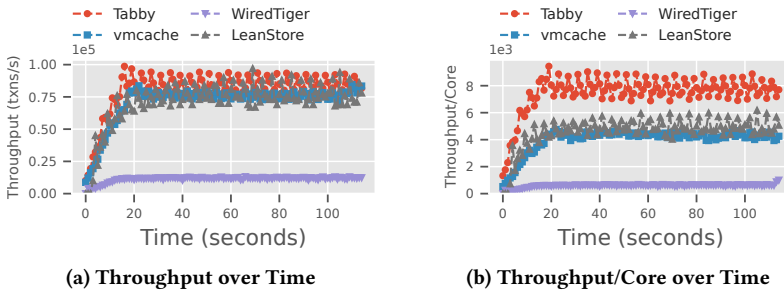 Tabby WiredTiger
vmcache LeanStore
1e5
Throughput (txns/s)
1.00
0.75
0.50
0.25
0.00
0 20 40 60 80 100
Time (seconds)
(a) Throughput over Time
Tabby WiredTiger
vmcache LeanStore
1e3
Throughput/Core
8
6
4
2
0
0 20 40 60 80 100
Time (seconds)
(b) Throughput/Core over Time